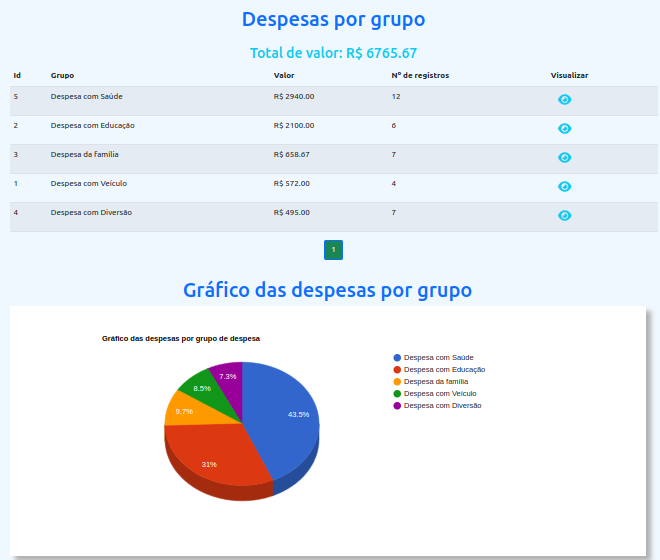 Despesas por grupo
Total de valor: R$ 6765.67
Id Grupo Valor Nº de registros Visualizar
5 Despesa com Saúde R$ 2940.00 12
2 Despesa com Educação R$ 2100.00 6
3 Despesa da família R$ 658.67 7
1 Despesa com Veículo R$ 572.00 4
4 Despesa com Diversão R$ 495.00 7
1
Gráfico das despesas por grupo
Gráfico das despesas por grupo de despesa
Despesa com Saúde
Despesa com Educação
Despesa da família
Despesa com Veículo
Despesa com Diversão
7.3%
8.5%
9.7%
43.5%
31%